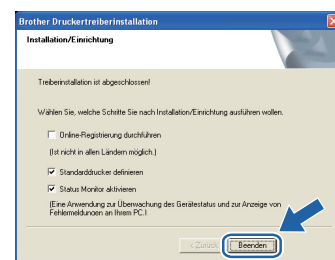 Brother Druckertreiberinstallation
Installation/Einrichtung
Treiberinstallation ist abgeschlossen!
Wählen Sie, welche Schritte Sie nach Installation/Einrichtung ausführen wollen.
Online-Registrierung durchführen
(Ist nicht in allen Ländern möglich.)
Standarddrucker definieren
Status Monitor aktivieren
(Eine Anwendung zur Überwachung des Gerätestatus und zur Anzeige von
Fehlermeldungen an Ihrem PC.)
< Zurück
Beenden